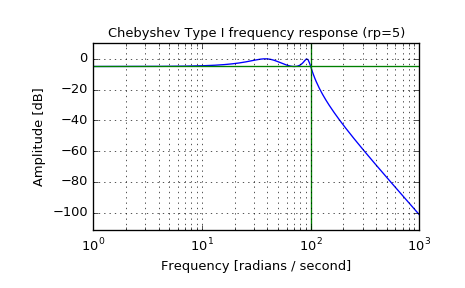 Chebyshev Type I frequency response (rp=5)
0
−20
−40
−60
−80
−100
Amplitude [dB]
10^0 10^1 10^2 10^3
Frequency [radians / second]